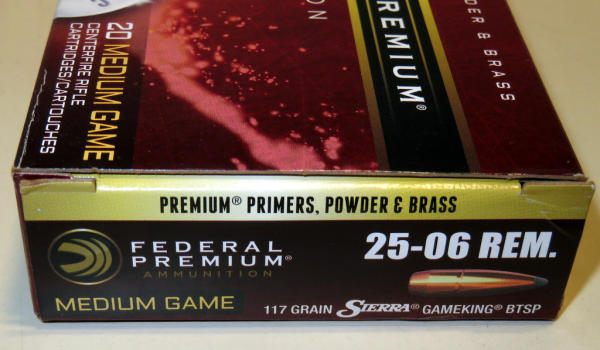 20 MEDIUM GAME
CENTERFIRE RIFLE
CARTRIDGES/CARTOUCHES
PREMIUM®
& BRASS
PREMIUM® PRIMERS, POWDER & BRASS
FEDERAL
PREMIUM®
AMMUNITION
25-06 REM.
MEDIUM GAME
117 GRAIN SIERRA® GAMEKING® BTSP